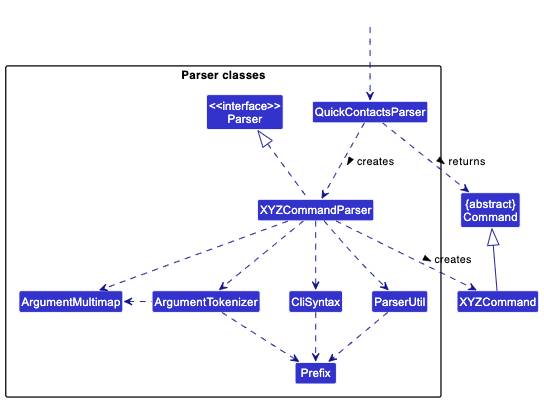 Parser classes
<<interface>>
Parser
QuickContactsParser
creates
returns
XYZCommandParser
{abstract}
Command
creates
ArgumentMultimap
ArgumentTokenizer
CliSyntax
ParserUtil
XYZCommand
Prefix